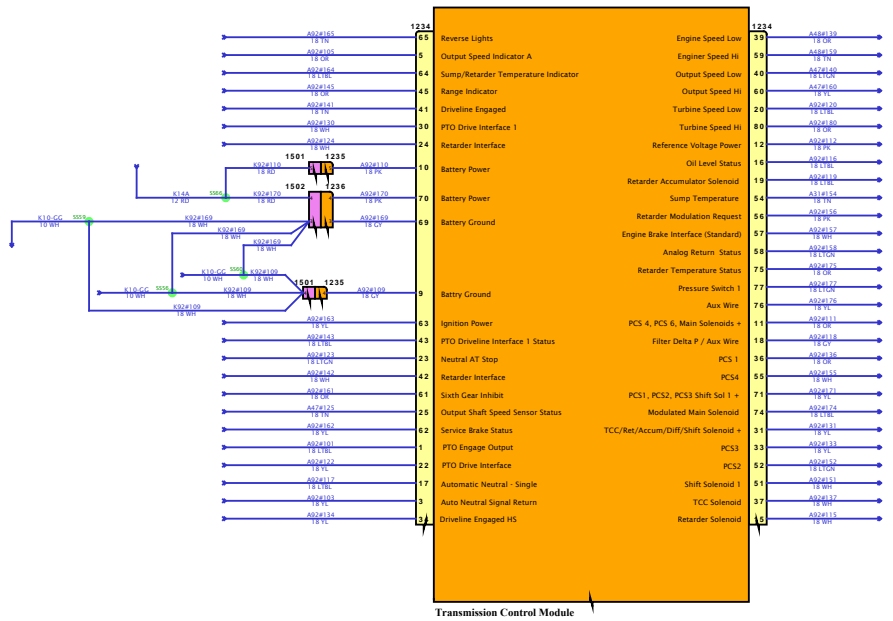 1234
1234
A92#165
18 TN
65
Reverse Lights
Engine Speed Low
39
A48#139
18 OR
A92#105
18 OR
5
Output Speed Indicator A
Enginer Speed Hi
59
A48#159
18 TN
A92#164
18 LTBL
64
Sump/Retarder Temperature Indicator
Output Speed Low
40
A47#140
18 LTGN
A92#145
18 OR
45
Range Indicator
Output Speed Hi
60
A47#160
18 YL
A92#141
18 TN
41
Driveline Engaged
Turbine Speed Low
20
A92#120
18 LTBL
A92#130
18 WH
30
PTO Drive Interface 1
Turbine Speed Hi
80
A92#180
18 OR
A92#124
18 WH
24
Retarder Interface
Reference Voltage Power
12
A92#112
18 PK
1501
1235
K92#110
18 RD
A92#110
18 PK
10
Battery Power
Oil Level Status
16
A92#116
18 LTBL
Retarder Accumulator Solenoid
19
A92#119
18 LTBL
1502
1236
K14A
12 RD
SS66
K92#170
18 RD
A92#170
18 PK
70
Battery Power
Sump Temperature
54
A31#154
18 TN
K10-GG
10 WH
K92#169
18 WH
A92#169
18 GY
69
Battery Ground
Retarder Modulation Request
56
A92#156
18 PK
K92#169
18 WH
Engine Brake Interface (Standard)
57
A92#157
18 WH
K92#169
18 WH
Analog Return Status
58
A92#158
18 LTGN
K10-GG
10 WH
K92#109
18 WH
Retarder Temperature Status
75
A92#175
18 OR
1501
1235
K10-GG
10 WH
K92#109
18 WH
A92#109
18 GY
9
Battry Ground
Pressure Switch 1
77
A92#177
18 LTGN
K92#109
18 WH
Aux Wire
76
A92#176
18 YL
A92#163
18 YL
63
Ignition Power
PCS 4, PCS 6, Main Solenoids +
11
A92#111
18 OR
A92#143
18 LTBL
43
PTO Driveline Interface 1 Status
Filter Delta P / Aux Wire
18
A92#118
18 GY
A92#123
18 LTGN
23
Neutral AT Stop
PCS 1
36
A92#136
18 OR
A92#142
18 WH
42
Retarder Interface
PCS4
55
A92#155
18 WH
A92#161
18 OR
61
Sixth Gear Inhibit
PCS1, PCS2, PCS3 Shift Sol 1 +
71
A92#171
18 YL
A47#125
18 TN
25
Output Shaft Speed Sensor Status
Modulated Main Solenoid
74
A92#174
18 LTBL
A92#162
18 YL
62
Service Brake Status
TCC/Ret/Accum/Diff/Shift Solenoid +
31
A92#131
18 YL
A92#101
18 LTBL
1
PTO Engage Output
PCS3
33
A92#133
18 YL
A92#122
18 YL
22
PTO Drive Interface
PCS2
52
A92#152
18 LTGN
A92#117
18 LTBL
17
Automatic Neutral - Single
Shift Solenoid 1
51
A92#151
18 WH
A92#103
18 YL
3
Auto Neutral Signal Return
TCC Solenoid
37
A92#137
18 WH
A92#134
18 YL
34
Driveline Engaged HS
Retarder Solenoid
A92#115
18 WH
Transmission Control Module